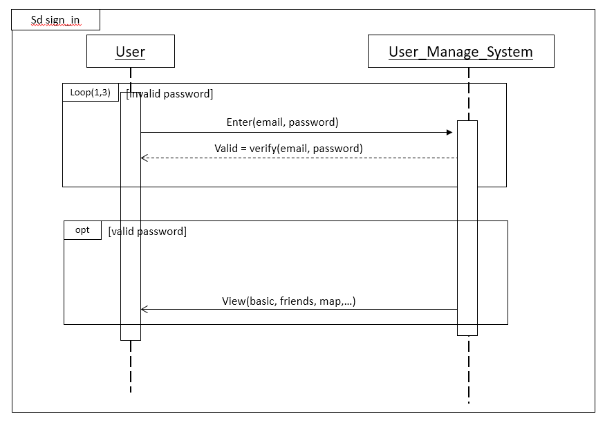 Sd sign_in
User
User_Manage_System
Loop(1,3)
[Invalid password]
Enter(email, password)
Valid = verify(email, password)
opt
[valid password]
View(basic, friends, map,...)